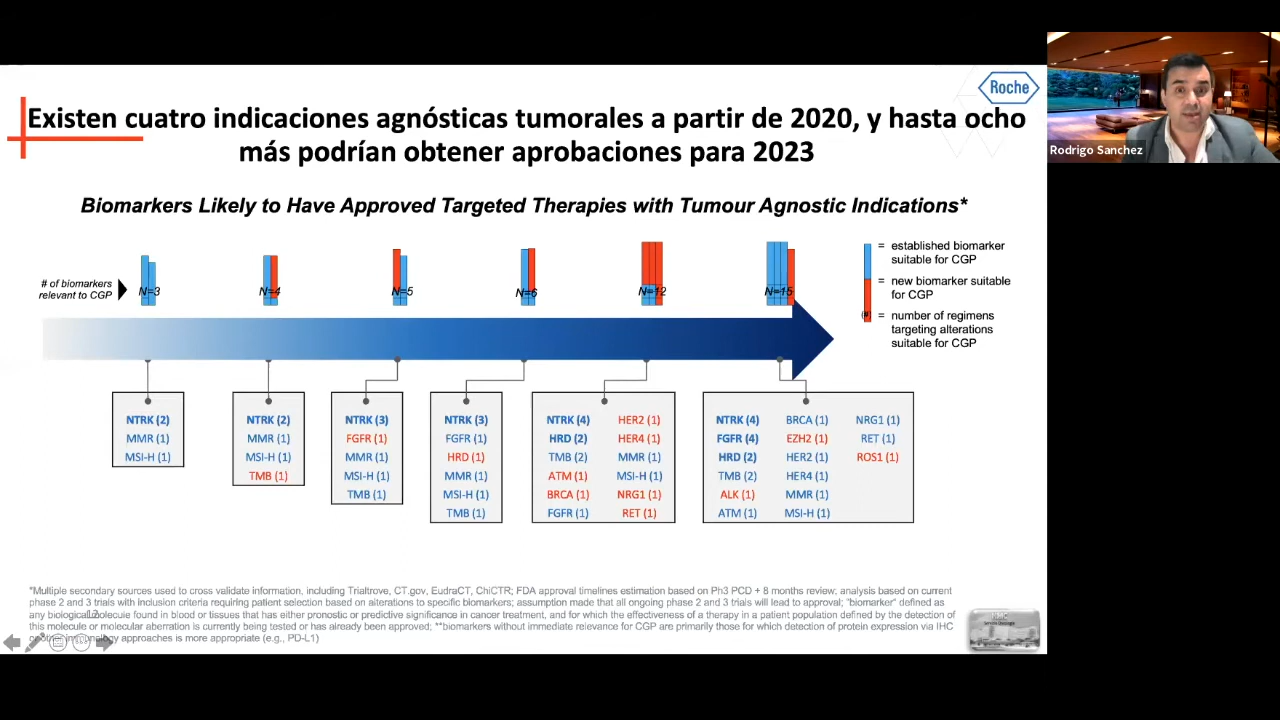 Roche
Existen cuatro indicaciones agnósticas tumorales a partir de 2020, y hasta ocho
más podrían obtener aprobaciones para 2023
Rodrigo Sanchez
Biomarkers Likely to Have Approved Targeted Therapies with Tumour Agnostic Indications*
# of biomarkers
relevant to CGP
N=3
N=4
N=5
N=6
N=12
N=15
= established biomarker
suitable for CGP
= new biomarker suitable
for CGP
(#) = number of regimens
targeting alterations
suitable for CGP
NTRK (2)
MMR (1)
MSI-H (1)
NTRK (2)
MMR (1)
MSI-H (1)
TMB (1)
NTRK (3)
FGFR (1)
MMR (1)
MSI-H (1)
TMB (1)
NTRK (3)
FGFR (1)
HRD (1)
MMR (1)
MSI-H (1)
TMB (1)
NTRK (4)
HRD (2)
TMB (2)
ATM (1)
BRCA (1)
FGFR (1)
HER2 (1)
HER4 (1)
MMR (1)
MSI-H (1)
NRG1 (1)
RET (1)
NTRK (4)
FGFR (4)
HRD (2)
TMB (2)
ALK (1)
ATM (1)
BRCA (1)
EZH2 (1)
HER2 (1)
HER4 (1)
MMR (1)
MSI-H (1)
NRG1 (1)
RET (1)
ROS1 (1)
*Multiple secondary sources used to cross validate information, including Trialtrove, CT.gov, EudraCT, ChiCTR; FDA approval timelines estimation based on Ph3 PCD + 8 months review; analysis based on current
phase 2 and 3 trials with inclusion criteria requiring patient selection based on alterations to specific biomarkers; assumption made that all ongoing phase 2 and 3 trials will lead to approval; "biomarker" defined as
any biological molecule found in blood or tissues that has either pronostic or predictive significance in cancer treatment, and for which the effectiveness of a therapy in a patient population defined by the detection of
this molecule or molecular aberration is currently being tested or has already been approved; **biomarkers without immediate relevance for CGP are primarily those for which detection of protein expression via IHC
approaches is more appropriate (e.g., PD-L1)
12